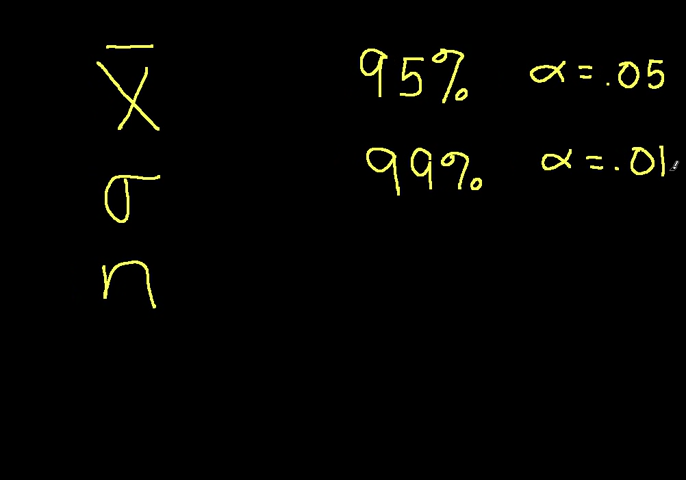 X̅ 95% α = .05
99% α = .01
σ
n